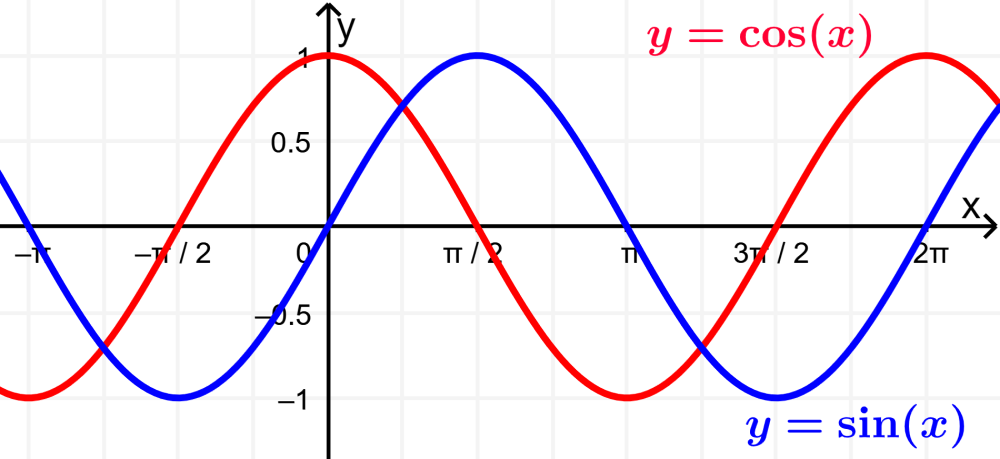 y
y = cos(x)
1
0.5
x
–π
–π / 2
0
π / 2
π
3π / 2
2π
–0.5
–1
y = sin(x)